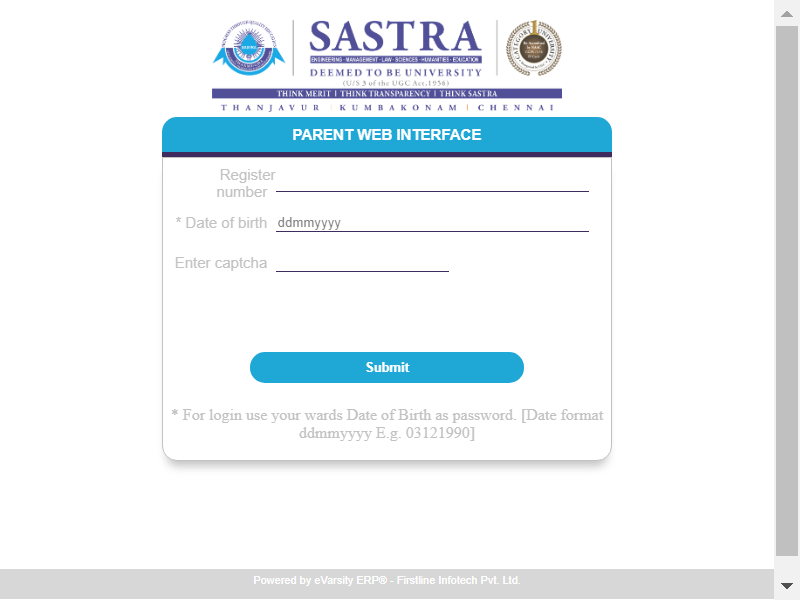 SASTRA
ENGINEERING · MANAGEMENT · LAW · SCIENCES · HUMANITIES · EDUCATION
DEEMED TO BE UNIVERSITY
(U/S 3 of the UGC Act, 1956)
THINK MERIT | THINK TRANSPARENCY | THINK SASTRA
THANJAVUR | KUMBAKONAM | CHENNAI
PARENT WEB INTERFACE
Register
number
* Date of birth ddmmyyyy
Enter captcha
Submit
* For login use your wards Date of Birth as password. [Date format
ddmmyyyy E.g. 03121990]
Powered by eVarsity ERP® - Firstline Infotech Pvt. Ltd.